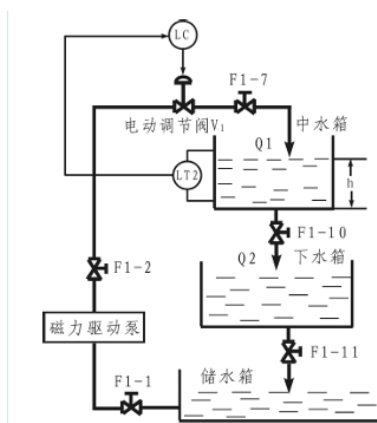 LC
F1-7
电动调节阀V1
中水箱
Q1
LT2
h
F1-10
F1-2
Q2
下水箱
磁力驱动泵
F1-11
F1-1
储水箱